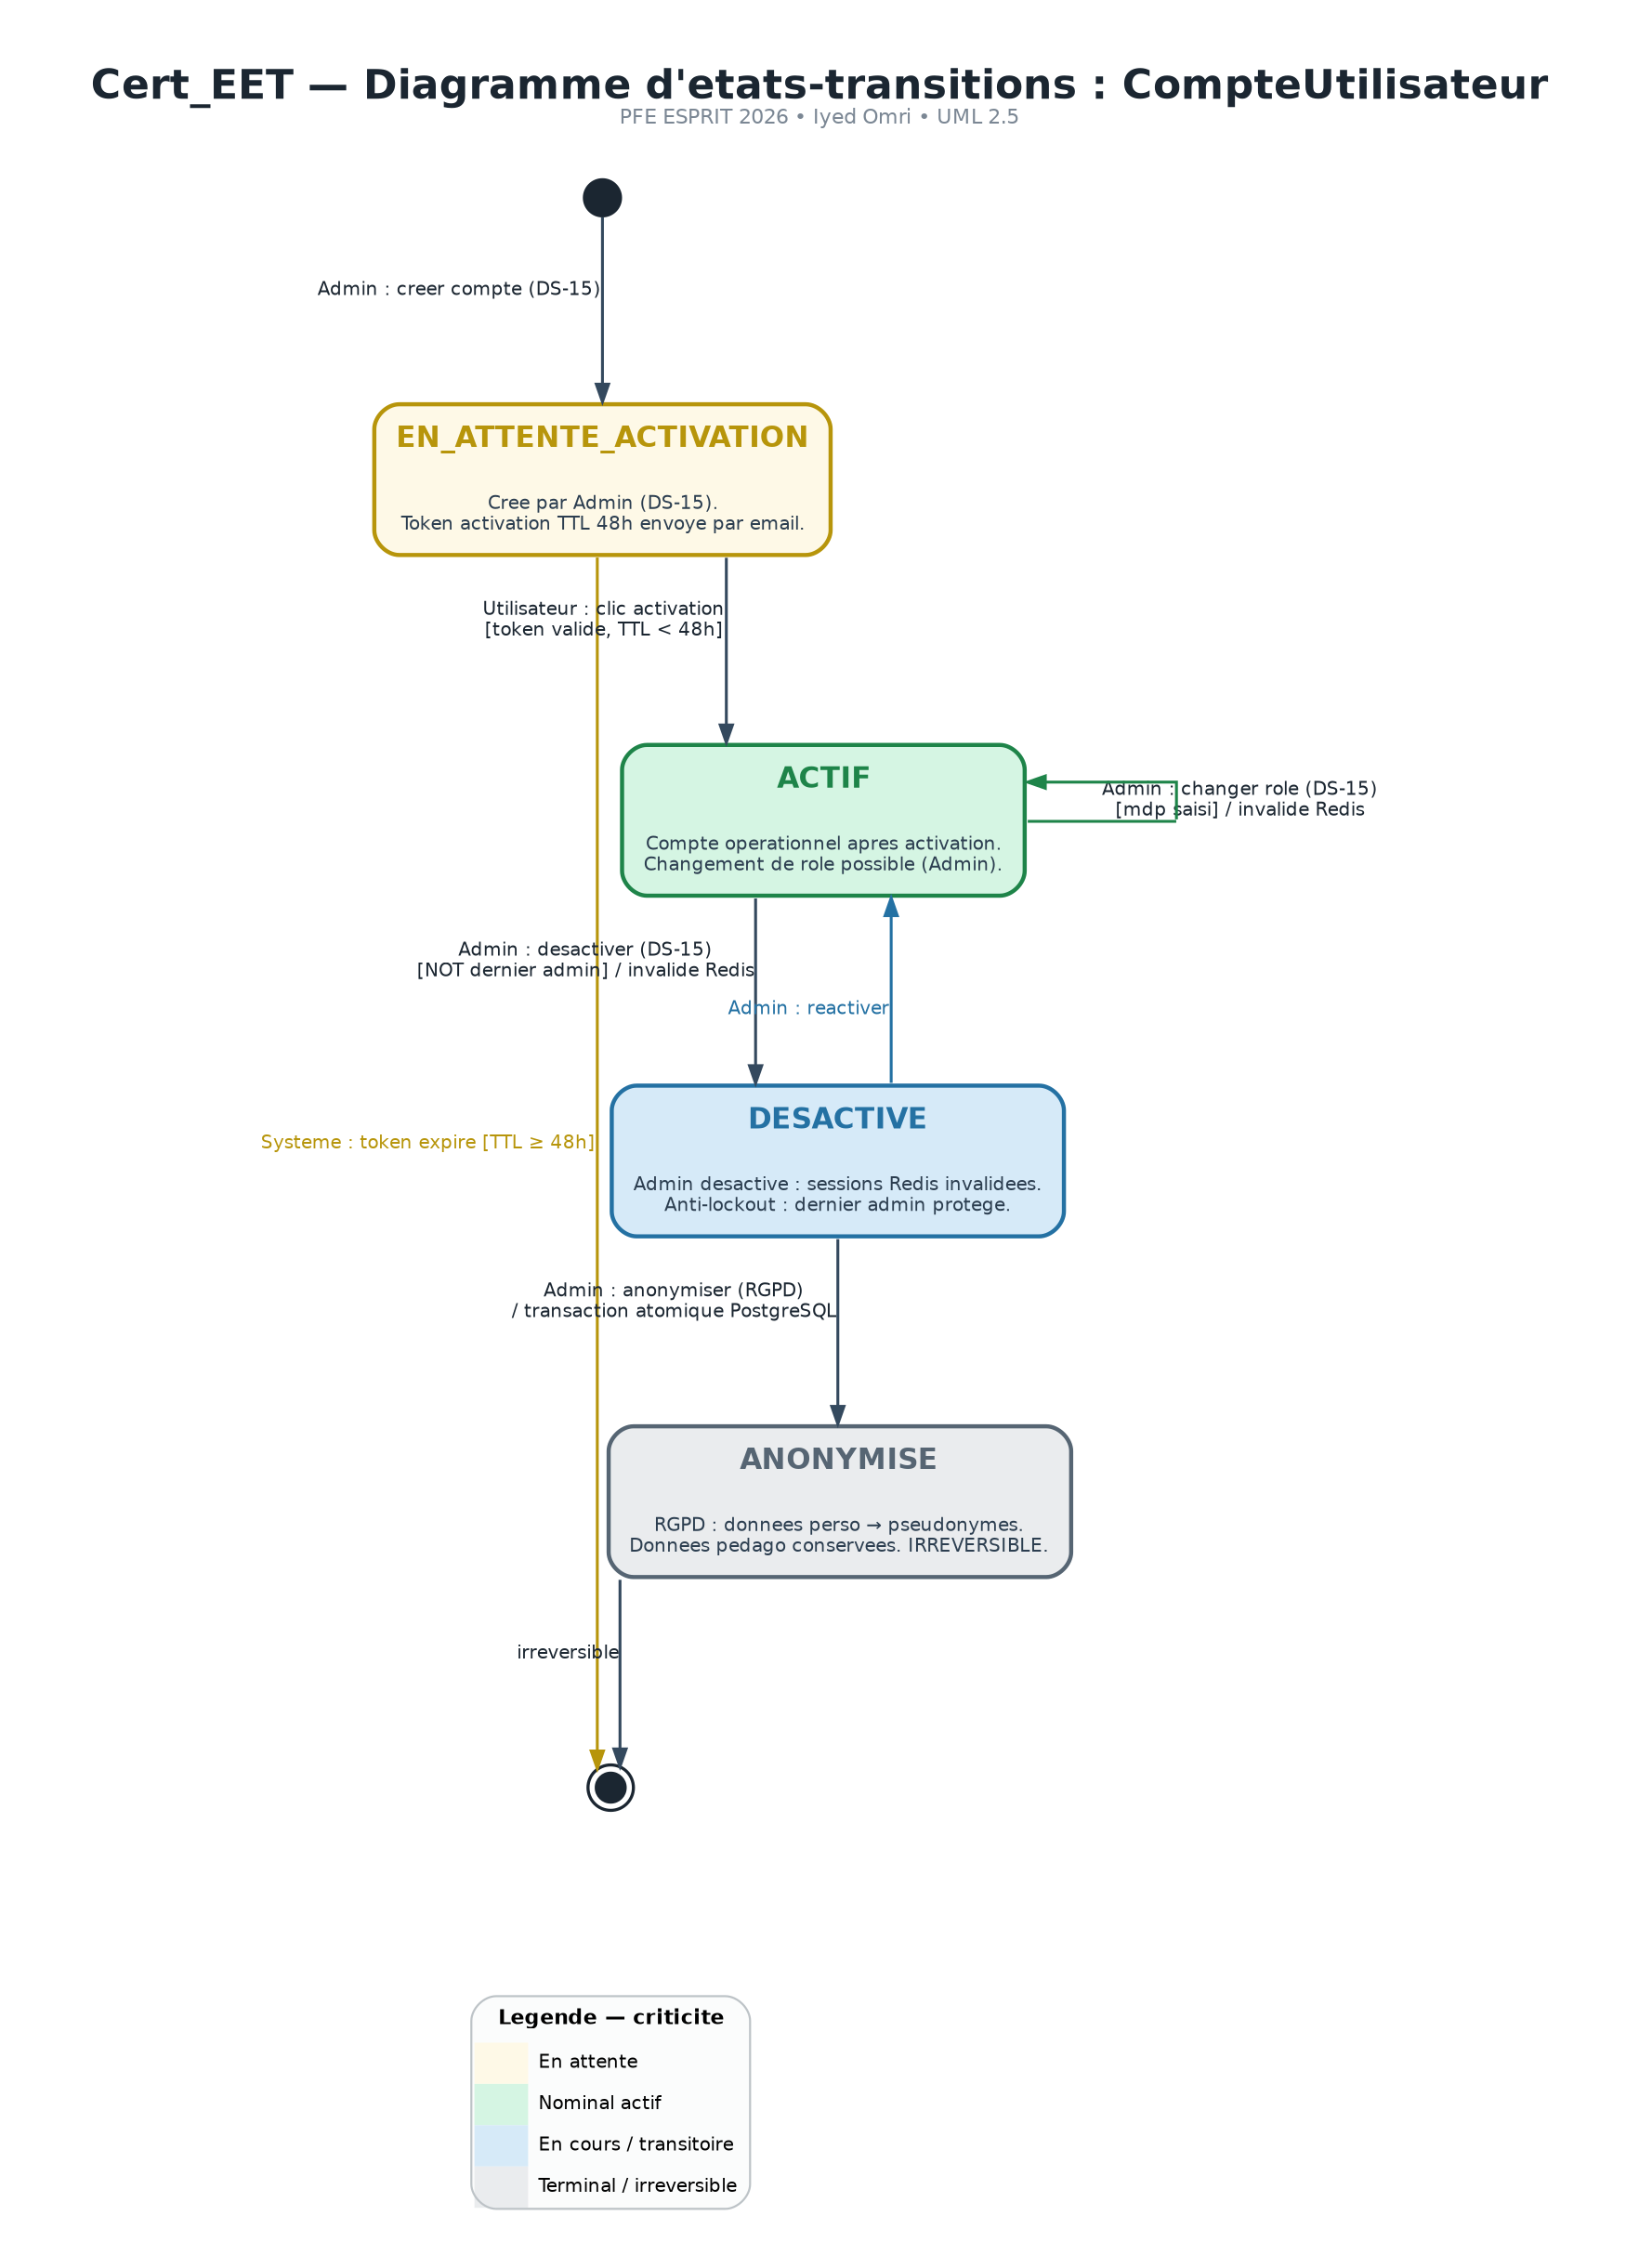 Cert_EET — Diagramme d'etats-transitions : CompteUtilisateur
PFE ESPRIT 2026 • Iyed Omri • UML 2.5
Admin : creer compte (DS-15)
EN_ATTENTE_ACTIVATION
Cree par Admin (DS-15).
Token activation TTL 48h envoye par email.
Utilisateur : clic activation
[token valide, TTL < 48h]
ACTIF
Compte operationnel apres activation.
Changement de role possible (Admin).
Admin : changer role (DS-15)
[mdp saisi] / invalide Redis
Admin : desactiver (DS-15)
[NOT dernier admin] / invalide Redis
Admin : reactiver
DESACTIVE
Admin desactive : sessions Redis invalidees.
Anti-lockout : dernier admin protege.
Systeme : token expire [TTL ≥ 48h]
Admin : anonymiser (RGPD)
/ transaction atomique PostgreSQL
ANONYMISE
RGPD : donnees perso → pseudonymes.
Donnees pedago conservees. IRREVERSIBLE.
irreversible
Legende — criticite
En attente
Nominal actif
En cours / transitoire
Terminal / irreversible